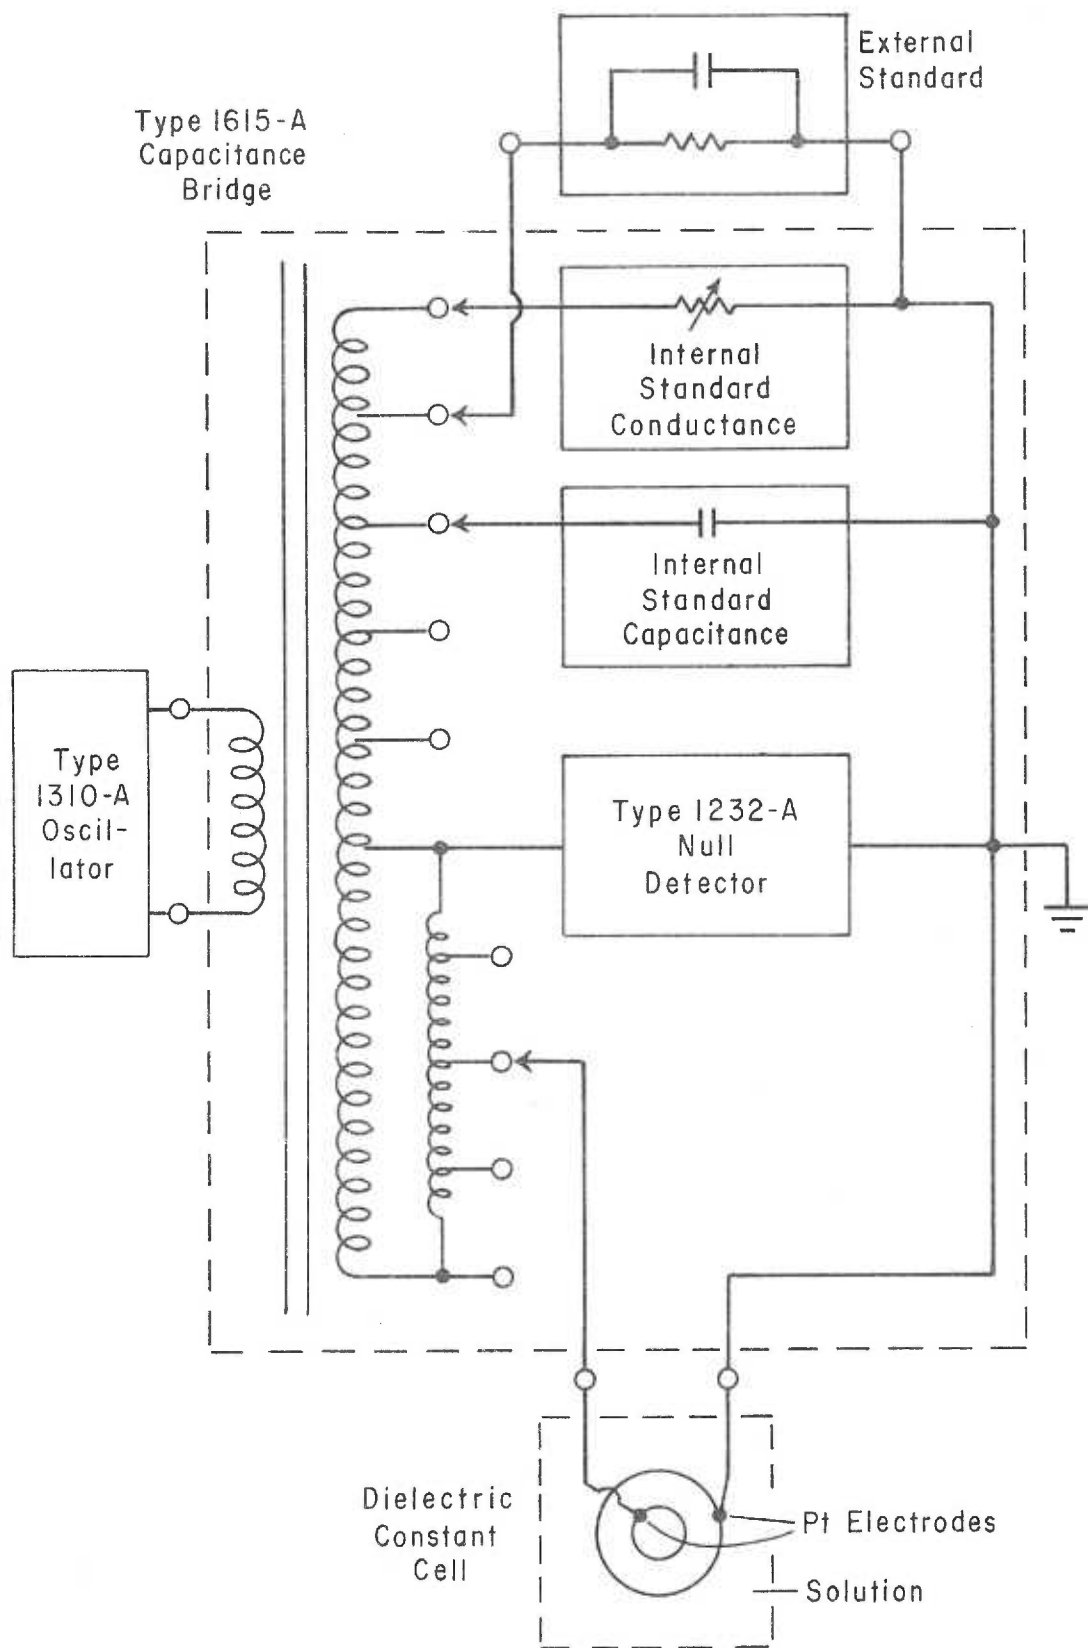 External
Standard
Type 1615-A
Capacitance
Bridge
Internal
Standard
Conductance
Internal
Standard
Capacitance
Type
1310-A
Oscil-
lator
Type 1232-A
Null
Detector
Dielectric
Constant
Cell
Pt Electrodes
Solution